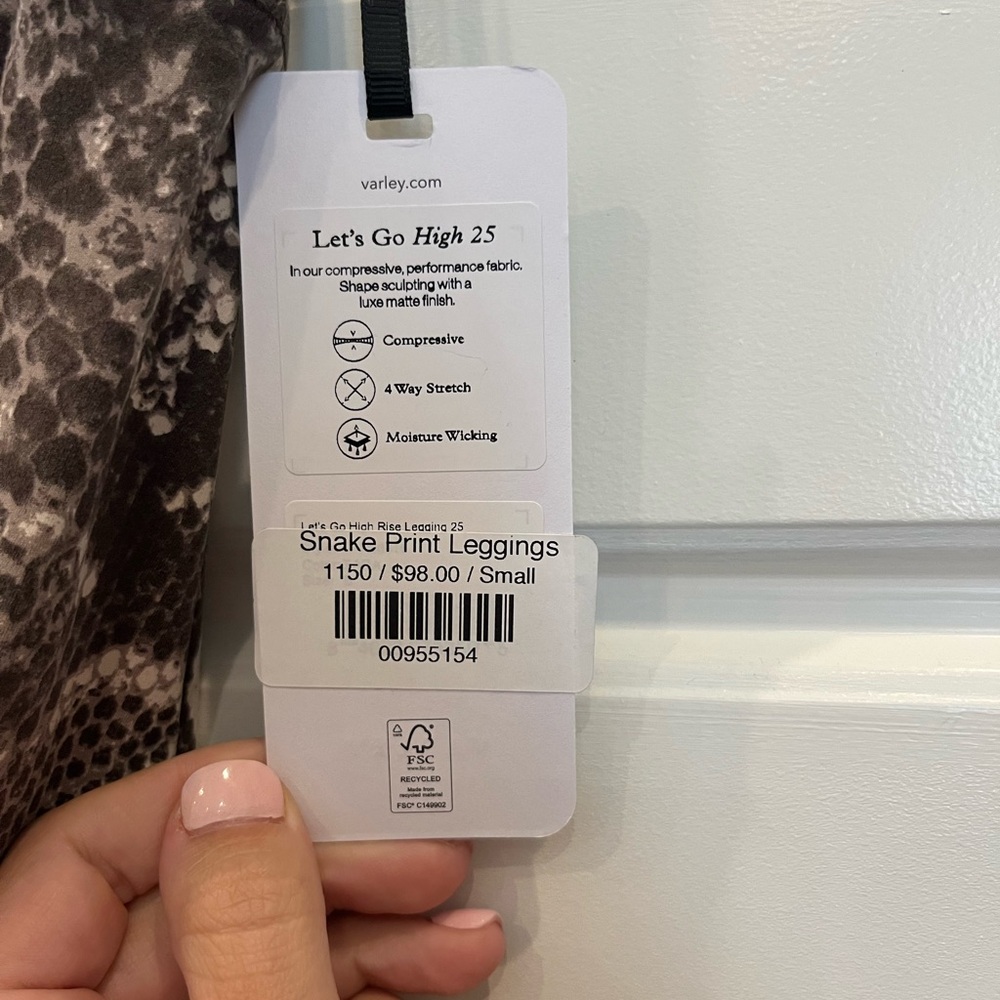 varley.com
Let's Go High 25
In our compressive, performance fabric.
Shape sculpting with a
luxe matte finish.
Compressive
4 Way Stretch
Moisture Wicking
Let's Go High Rise Legging 25
Snake Print Leggings
1150 / $98.00 / Small
00955154
FSC
www.fsc.org
RECYCLED
Made from
recycled material
FSC® C149902